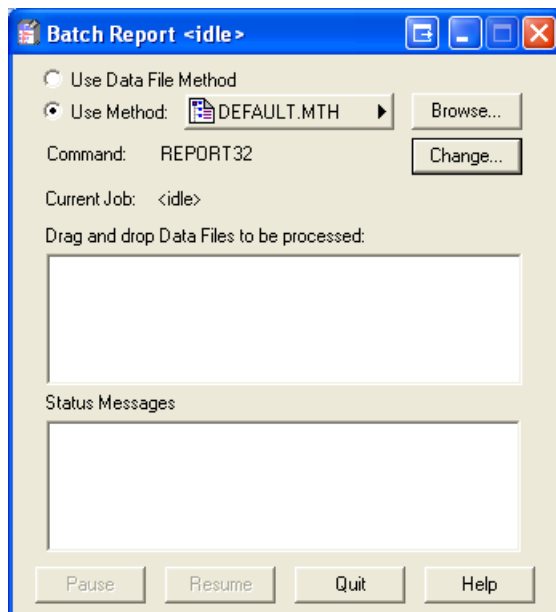 Batch Report <idle>
Use Data File Method
Use Method: DEFAULT.MTH Browse...
Command: REPORT32 Change...
Current Job: <idle>
Drag and drop Data Files to be processed:
Status Messages
Pause Resume Quit Help